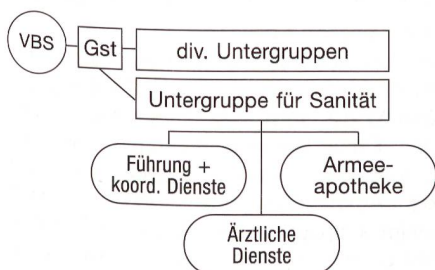 VBS
Gst
div. Untergruppen
Untergruppe für Sanität
Führung +
koord. Dienste
Armee-
apotheke
Ärztliche
Dienste